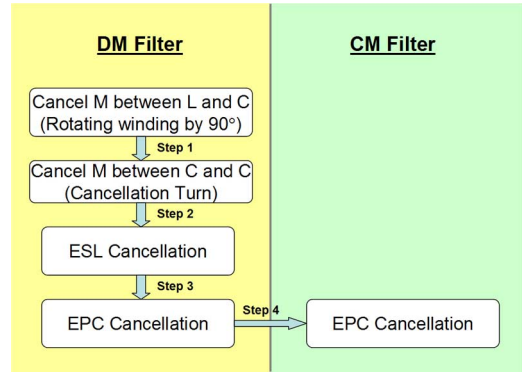 DM Filter
CM Filter
Cancel M between L and C
(Rotating winding by 90°)
Step 1
Cancel M between C and C
(Cancellation Turn)
Step 2
ESL Cancellation
Step 3
EPC Cancellation
Step 4
EPC Cancellation